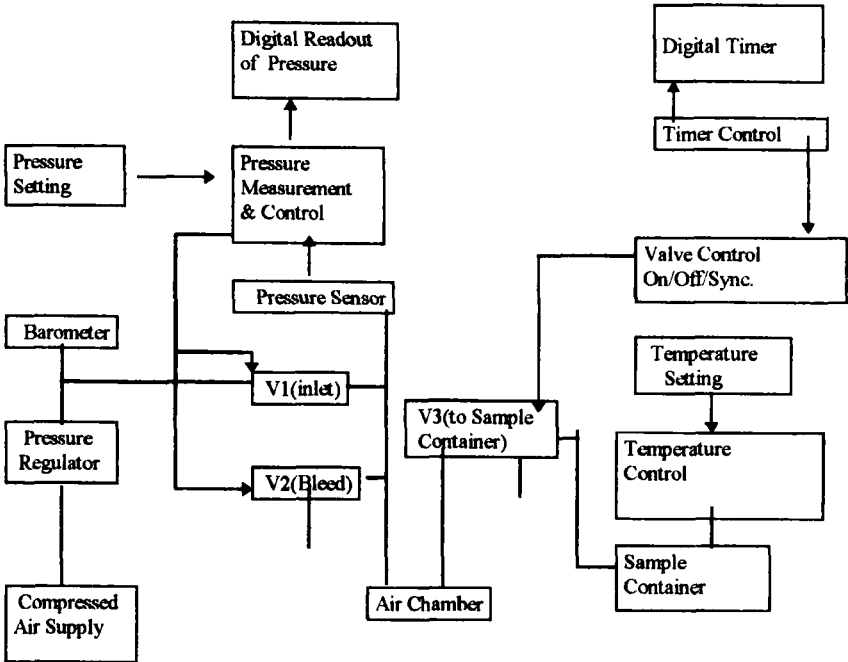 Digital Readout
of Pressure
Digital Timer
Timer Control
Pressure
Setting
Pressure
Measurement
& Control
Valve Control
On/Off/Sync.
Pressure Sensor
Barometer
Temperature
Setting
V1(inlet)
V3(to Sample
Container)
Pressure
Regulator
Temperature
Control
V2(Bleed)
Sample
Container
Compressed
Air Supply
Air Chamber